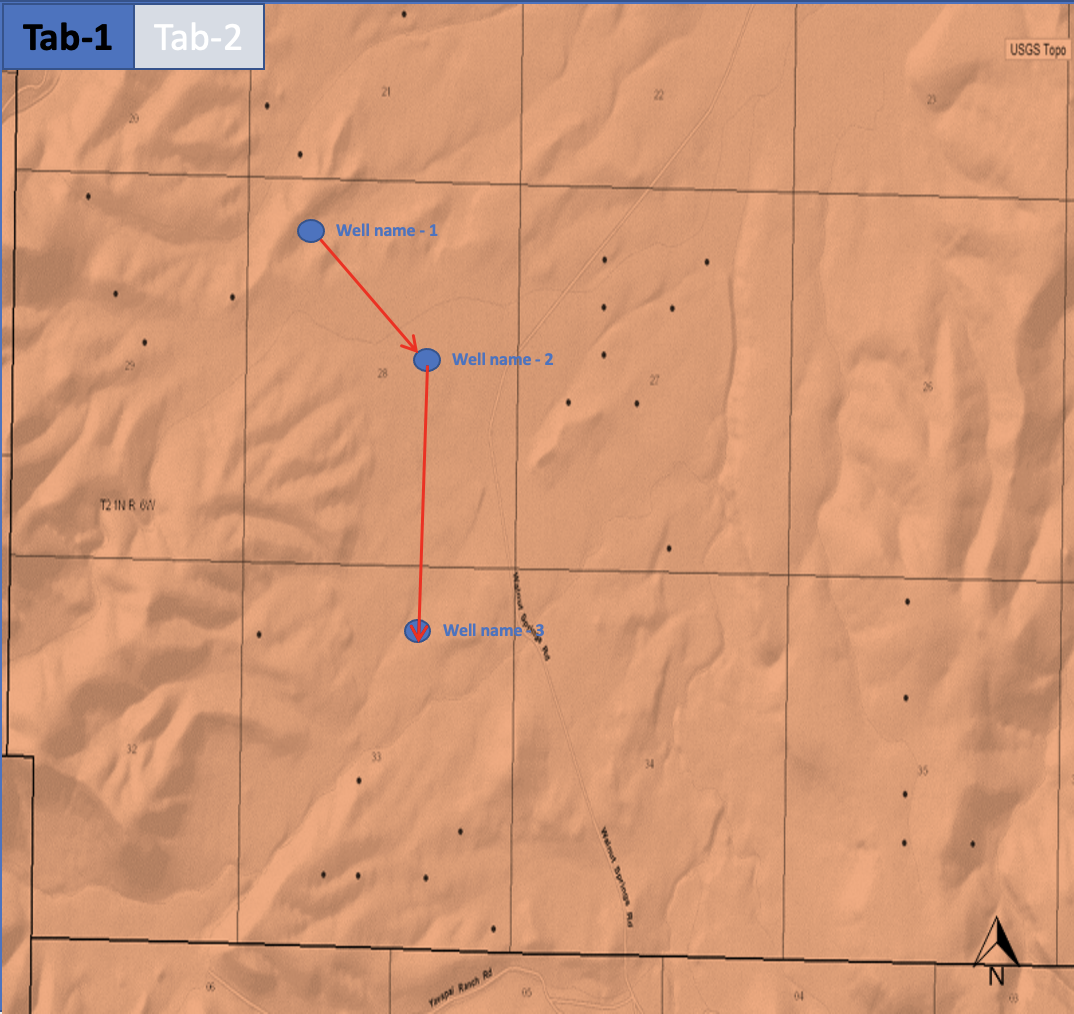 Tab-1
Tab-2
USGS Topo
20
21
22
23
Well name - 1
Well name - 2
29
28
27
26
T21N R 6W
Walnut Springs Rd
Well name - 3
32
33
34
35
Walnut Springs Rd
N
Yavapai Ranch Rd
06
05
04
03